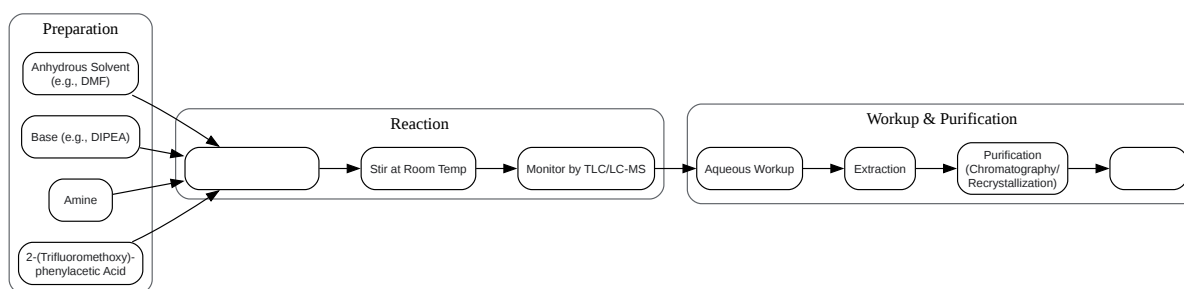 Preparation
Anhydrous Solvent
(e.g., DMF)
Base (e.g., DIPEA)
Amine
2-(Trifluoromethoxy)-
phenylacetic Acid
Reaction
Stir at Room Temp
Monitor by TLC/LC-MS
Workup & Purification
Aqueous Workup
Extraction
Purification
(Chromatography/
Recrystallization)